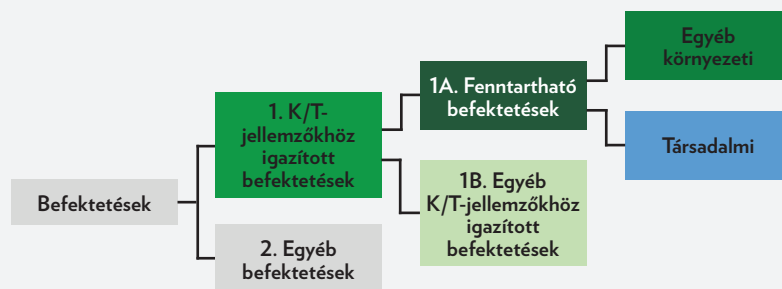 Befektetések
1. K/T-
jellemzőkhöz
igazított
befektetések
2. Egyéb
befektetések
1A. Fenntartható
befektetések
1B. Egyéb
K/T-jellemzőkhöz
igazított
befektetések
Egyéb
környezeti
Társadalmi